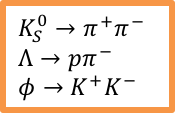 K_S^0 → π⁺π⁻
Λ → pπ⁻
ϕ → K⁺K⁻